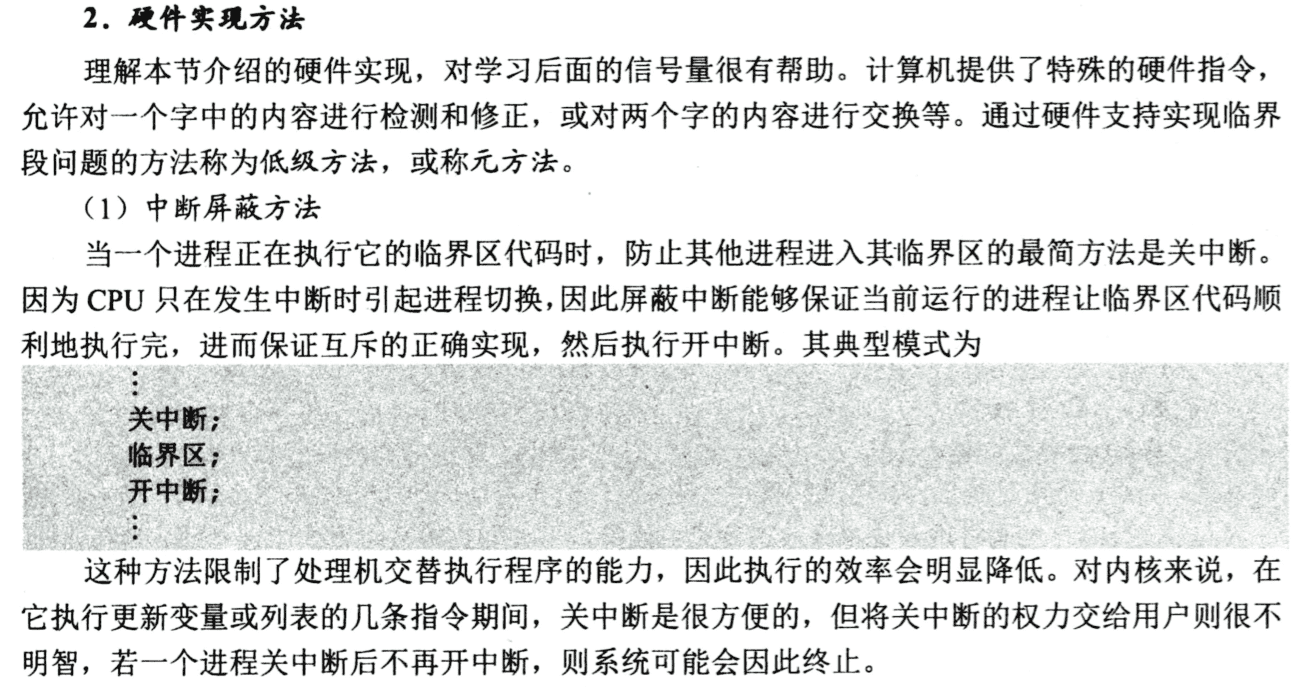 2．硬件实现方法
理解本节介绍的硬件实现，对学习后面的信号量很有帮助。计算机提供了特殊的硬件指令，
允许对一个字中的内容进行检测和修正，或对两个字的内容进行交换等。通过硬件支持实现临界
段问题的方法称为低级方法，或称元方法。
（1）中断屏蔽方法
当一个进程正在执行它的临界区代码时，防止其他进程进入其临界区的最简方法是关中断。
因为 CPU 只在发生中断时引起进程切换，因此屏蔽中断能够保证当前运行的进程让临界区代码顺
利地执行完，进而保证互斥的正确实现，然后执行开中断。其典型模式为
⋮
关中断；
临界区；
开中断；
⋮
这种方法限制了处理机交替执行程序的能力，因此执行的效率会明显降低。对内核来说，在
它执行更新变量或列表的几条指令期间，关中断是很方便的，但将关中断的权力交给用户则很不
明智，若一个进程关中断后不再开中断，则系统可能会因此终止。